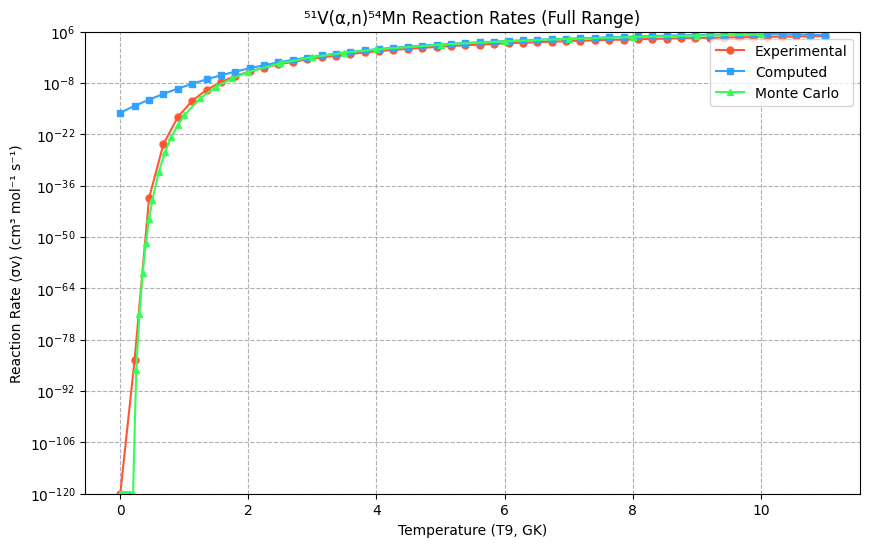 ⁵¹V(α,n)⁵⁴Mn Reaction Rates (Full Range)
Reaction Rate ⟨σv⟩ (cm³ mol⁻¹ s⁻¹)
10⁶
10⁻⁸
10⁻²²
10⁻³⁶
10⁻⁵⁰
10⁻⁶⁴
10⁻⁷⁸
10⁻⁹²
10⁻¹⁰⁶
10⁻¹²⁰
Experimental
Computed
Monte Carlo
0 2 4 6 8 10
Temperature (T9, GK)